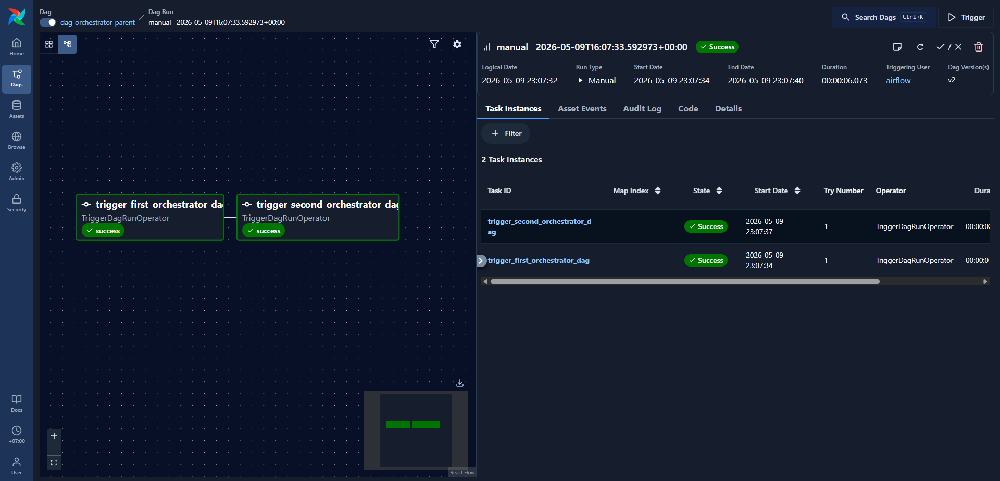 Dag
dag_orchestrator_parent
Dag Run
manual__2026-05-09T16:07:33.592973+00:00
Search Dags Ctrl+K
Trigger
Home
Dags
Assets
Browse
Admin
Security
Docs
+07:00
User
trigger_first_orchestrator_da
TriggerDagRunOperator
success
trigger_second_orchestrator_dag
TriggerDagRunOperator
success
React Flow
manual__2026-05-09T16:07:33.592973+00:00 Success
/
Logical Date Run Type Start Date End Date Duration Triggering User Dag Version(s)
2026-05-09 23:07:32 Manual 2026-05-09 23:07:34 2026-05-09 23:07:40 00:00:06.073 airflow v2
Task Instances Asset Events Audit Log Code Details
Filter
2 Task Instances
Task ID Map Index State Start Date Try Number Operator Dura
trigger_second_orchestrator_d
ag
Success
2026-05-09
23:07:37
1
TriggerDagRunOperator
00:00:02
trigger_first_orchestrator_dag
Success
2026-05-09
23:07:34
1
TriggerDagRunOperator
00:00:01